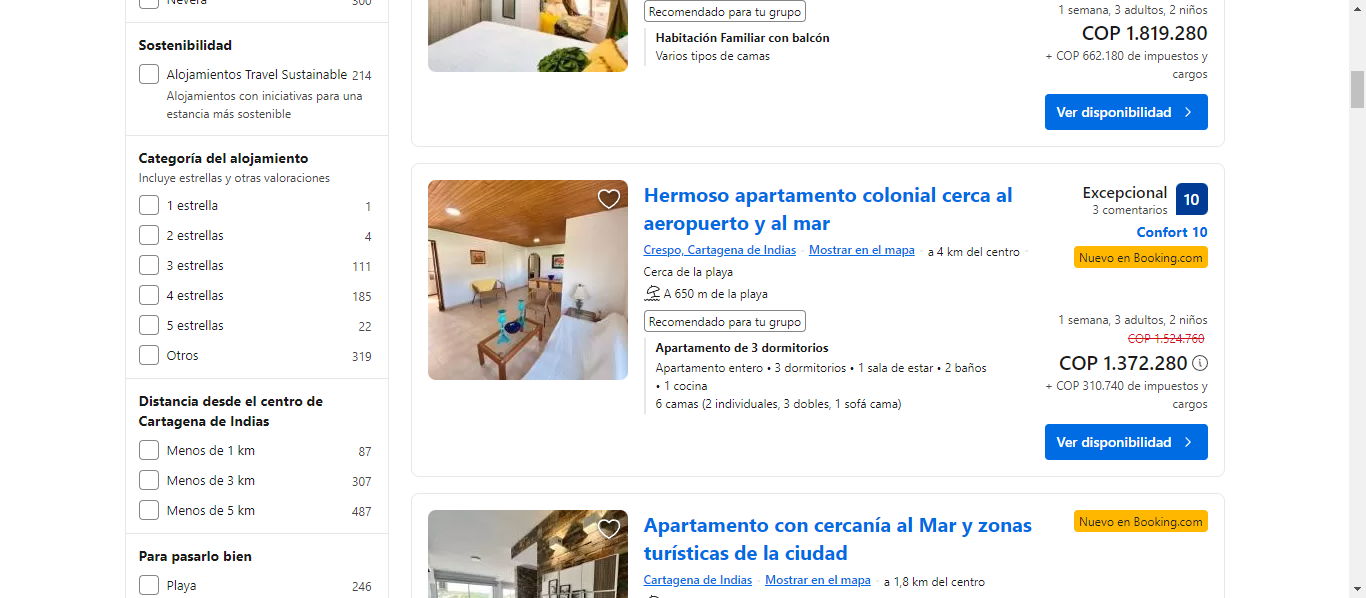 Nevera 300
Sostenibilidad
Alojamientos Travel Sustainable 214
Alojamientos con iniciativas para una
estancia más sostenible
Categoría del alojamiento
Incluye estrellas y otras valoraciones
1 estrella 1
2 estrellas 4
3 estrellas 111
4 estrellas 185
5 estrellas 22
Otros 319
Distancia desde el centro de
Cartagena de Indias
Menos de 1 km 87
Menos de 3 km 307
Menos de 5 km 487
Para pasarlo bien
Playa 246
Recomendado para tu grupo
Habitación Familiar con balcón
Varios tipos de camas
1 semana, 3 adultos, 2 niños
COP 1.819.280
+ COP 662.180 de impuestos y
cargos
Ver disponibilidad
Hermoso apartamento colonial cerca al
aeropuerto y al mar
Crespo, Cartagena de Indias · Mostrar en el mapa · a 4 km del centro ·
Cerca de la playa
A 650 m de la playa
Recomendado para tu grupo
Apartamento de 3 dormitorios
Apartamento entero • 3 dormitorios • 1 sala de estar • 2 baños
• 1 cocina
6 camas (2 individuales, 3 dobles, 1 sofá cama)
Excepcional 10
3 comentarios
Confort 10
Nuevo en Booking.com
1 semana, 3 adultos, 2 niños
COP 1.524.760
COP 1.372.280
+ COP 310.740 de impuestos y
cargos
Ver disponibilidad
Apartamento con cercanía al Mar y zonas
turísticas de la ciudad
Cartagena de Indias · Mostrar en el mapa · a 1,8 km del centro
Nuevo en Booking.com